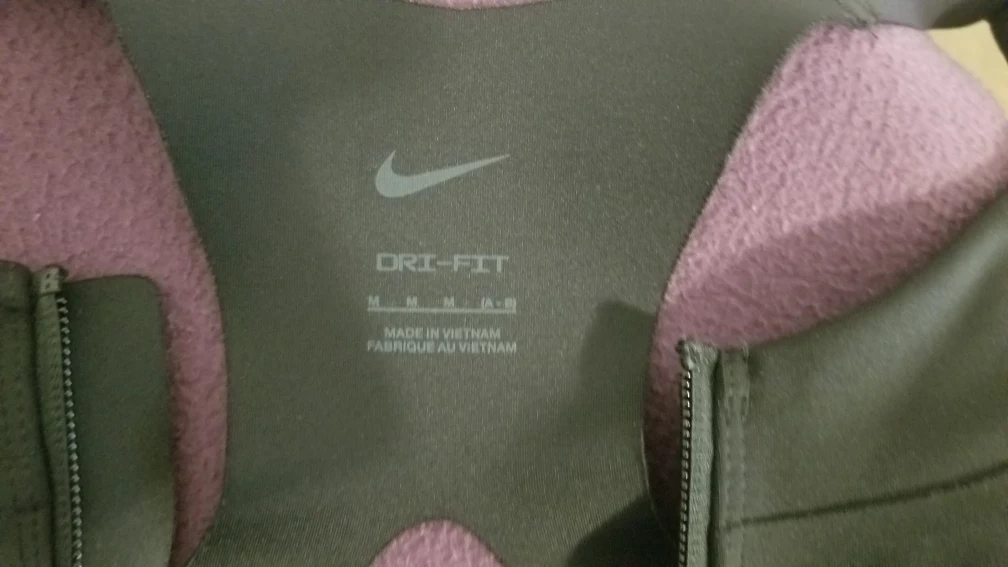 DRI-FIT
M M M (A-B)
MADE IN VIETNAM
FABRIQUE AU VIETNAM